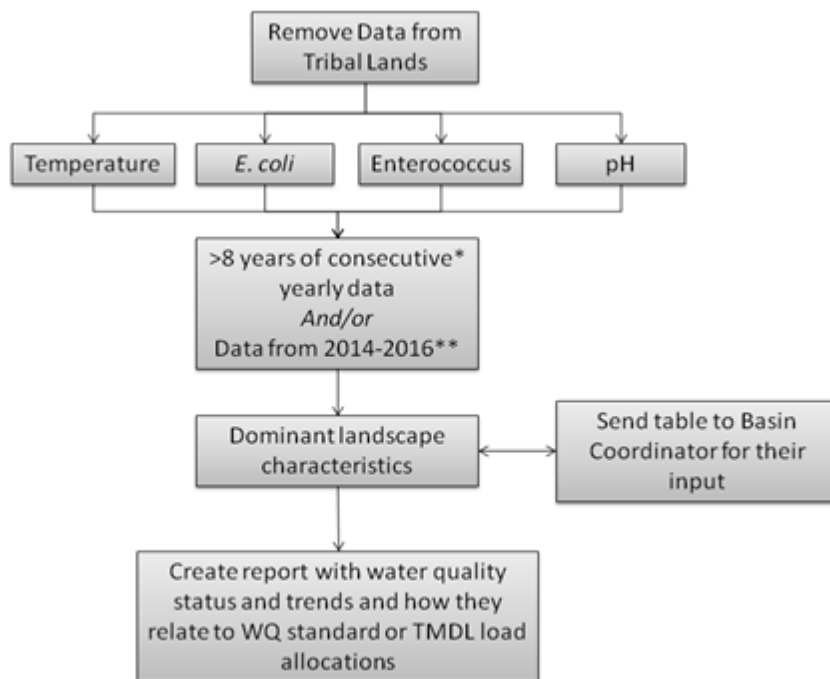 Remove Data from
Tribal Lands
Temperature
E. coli
Enterococcus
pH
>8 years of consecutive*
yearly data
And/or
Data from 2014-2016**
Dominant landscape
characteristics
Send table to Basin
Coordinator for their
input
Create report with water quality
status and trends and how they
relate to WQ standard or TMDL load
allocations